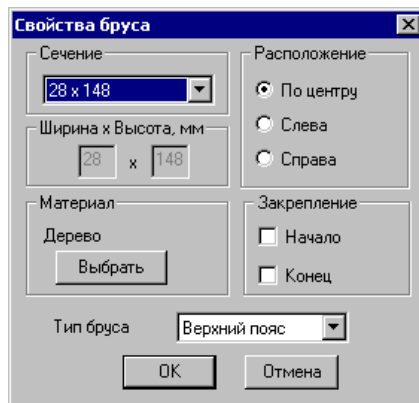 Свойства бруса
Сечение
28 x 148
Ширина x Высота, мм
28 x 148
Материал
Дерево
Выбрать
Расположение
По центру
Слева
Справа
Закрепление
Начало
Конец
Тип бруса Верхний пояс
OK Отмена